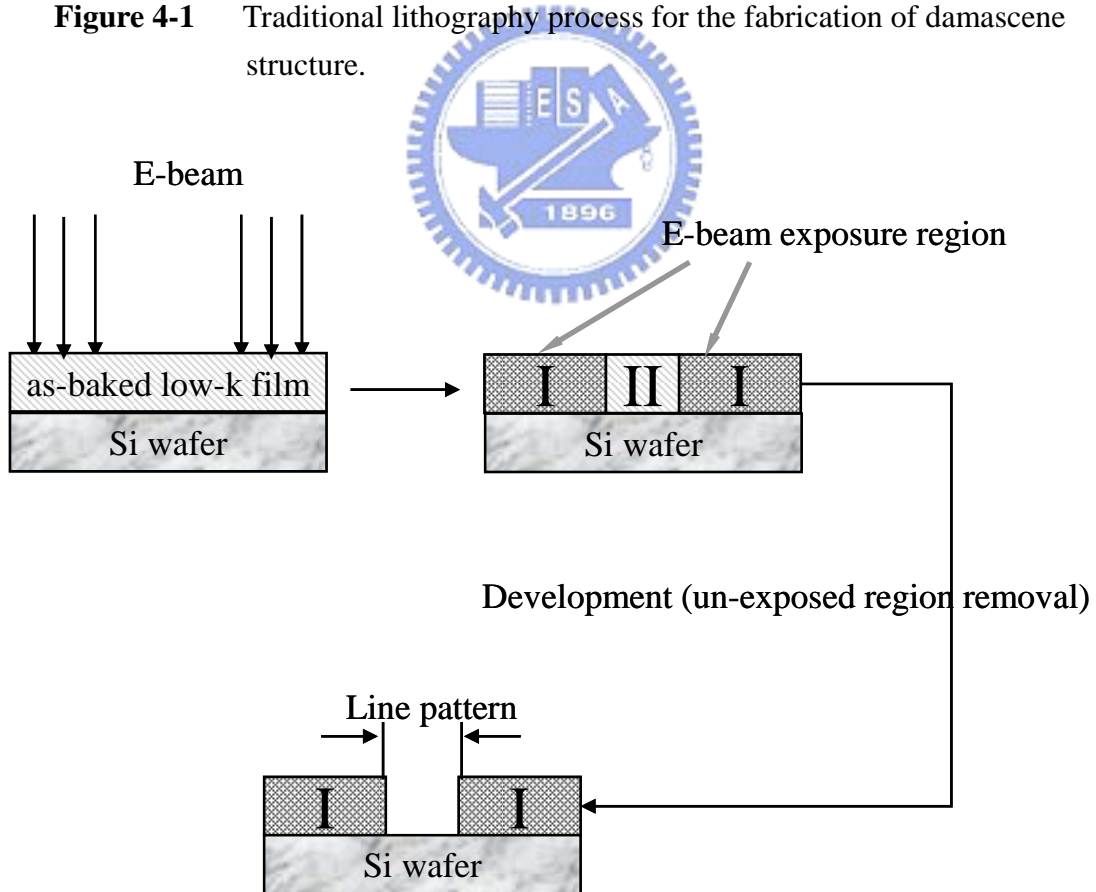 Figure 4-1 Traditional lithography process for the fabrication of damascene
structure.
ESA
1896
E-beam
E-beam exposure region
as-baked low-k film
I II I
Si wafer
Si wafer
Development (un-exposed region removal)
Line pattern
I I
Si wafer